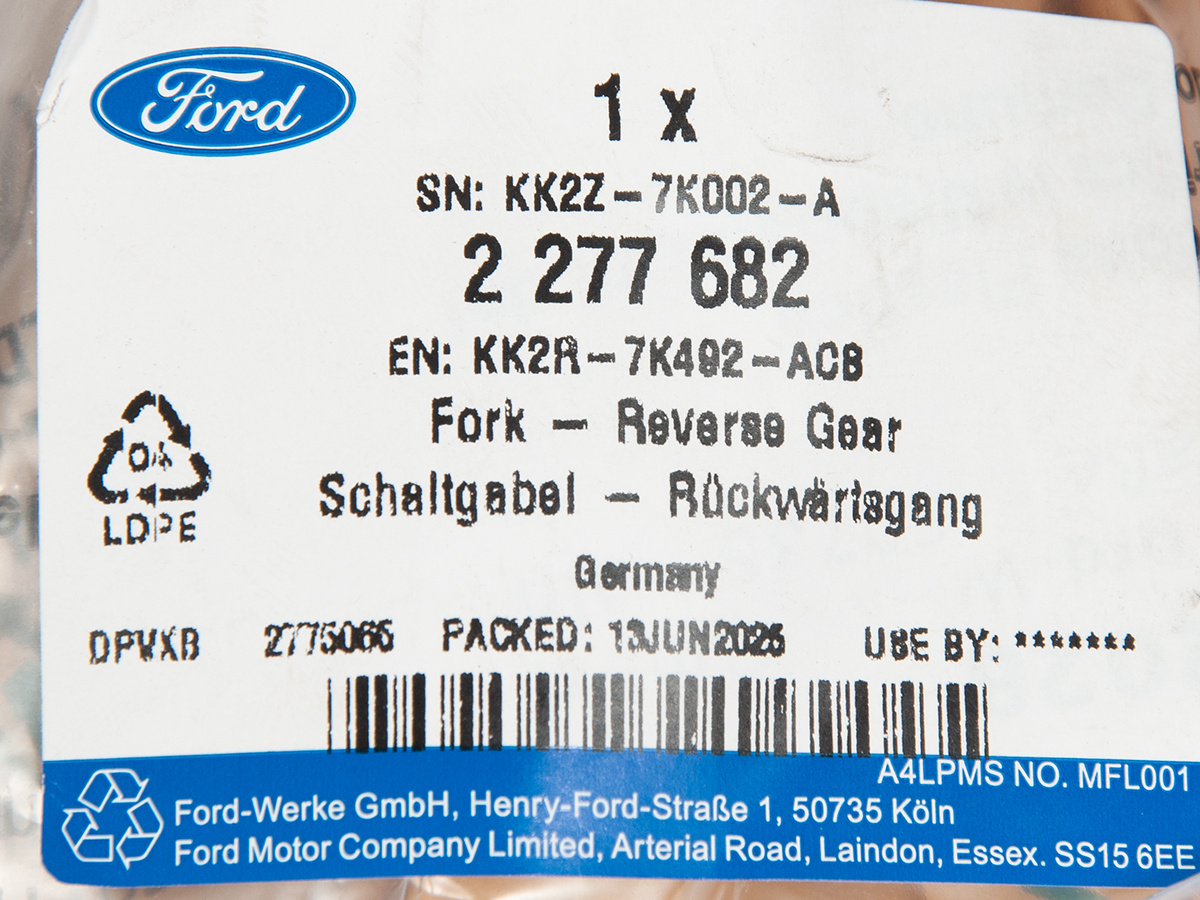 Ford
1 x
SN: KK2Z-7K002-A
2 277 682
EN: KK2R-7K492-ACB
Fork - Reverse Gear
Schaltgabel - Rückwärtsgang
04
LDPE
Germany
DPVXB 2775065 PACKED: 13JUN2025 USE BY: *******
A4LPMS NO. MFL001
Ford-Werke GmbH, Henry-Ford-Straße 1, 50735 Köln
Ford Motor Company Limited, Arterial Road, Laindon, Essex. SS15 6EE